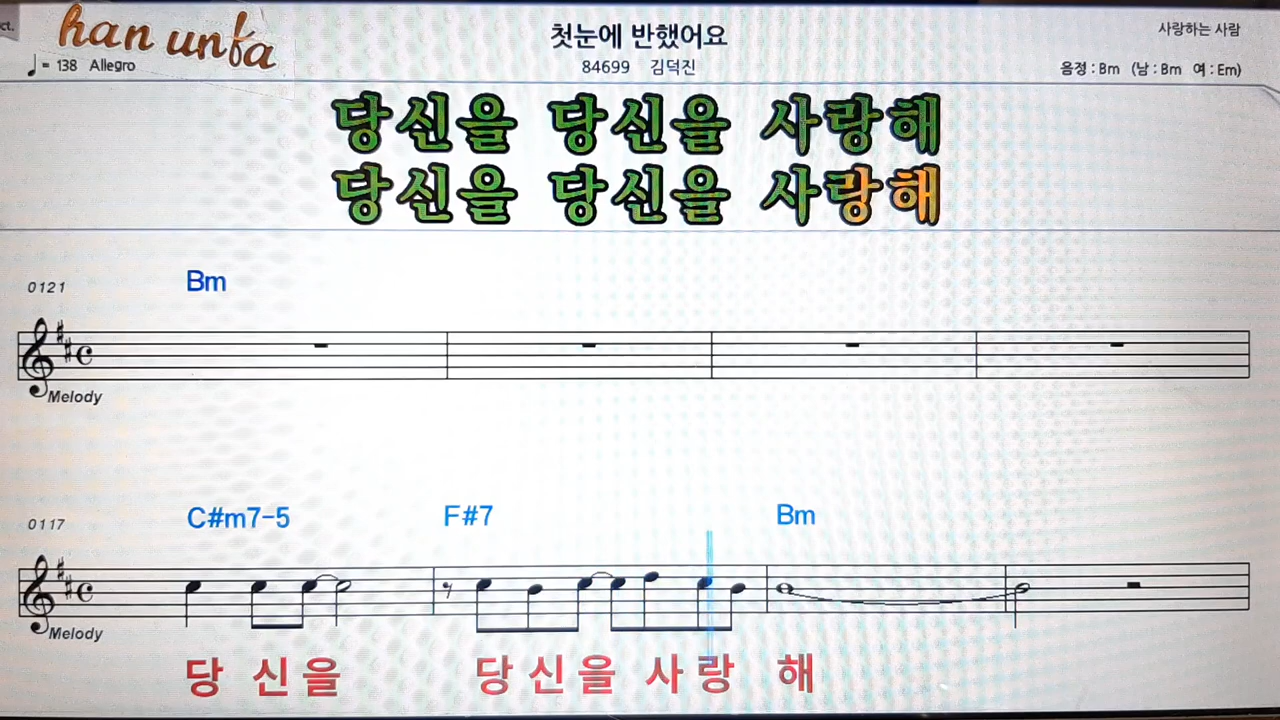 ct.
han unfa
첫눈에 반했어요
사랑하는 사람
♩= 138 Allegro
84699 김덕진
음정 : Bm (남 : Bm 여 : Em)
당신을 당신을 사랑해
당신을 당신을 사랑해
0121
Bm
Melody
0117
C#m7-5 F#7 Bm
Melody
당 신을 당신을 사랑 해